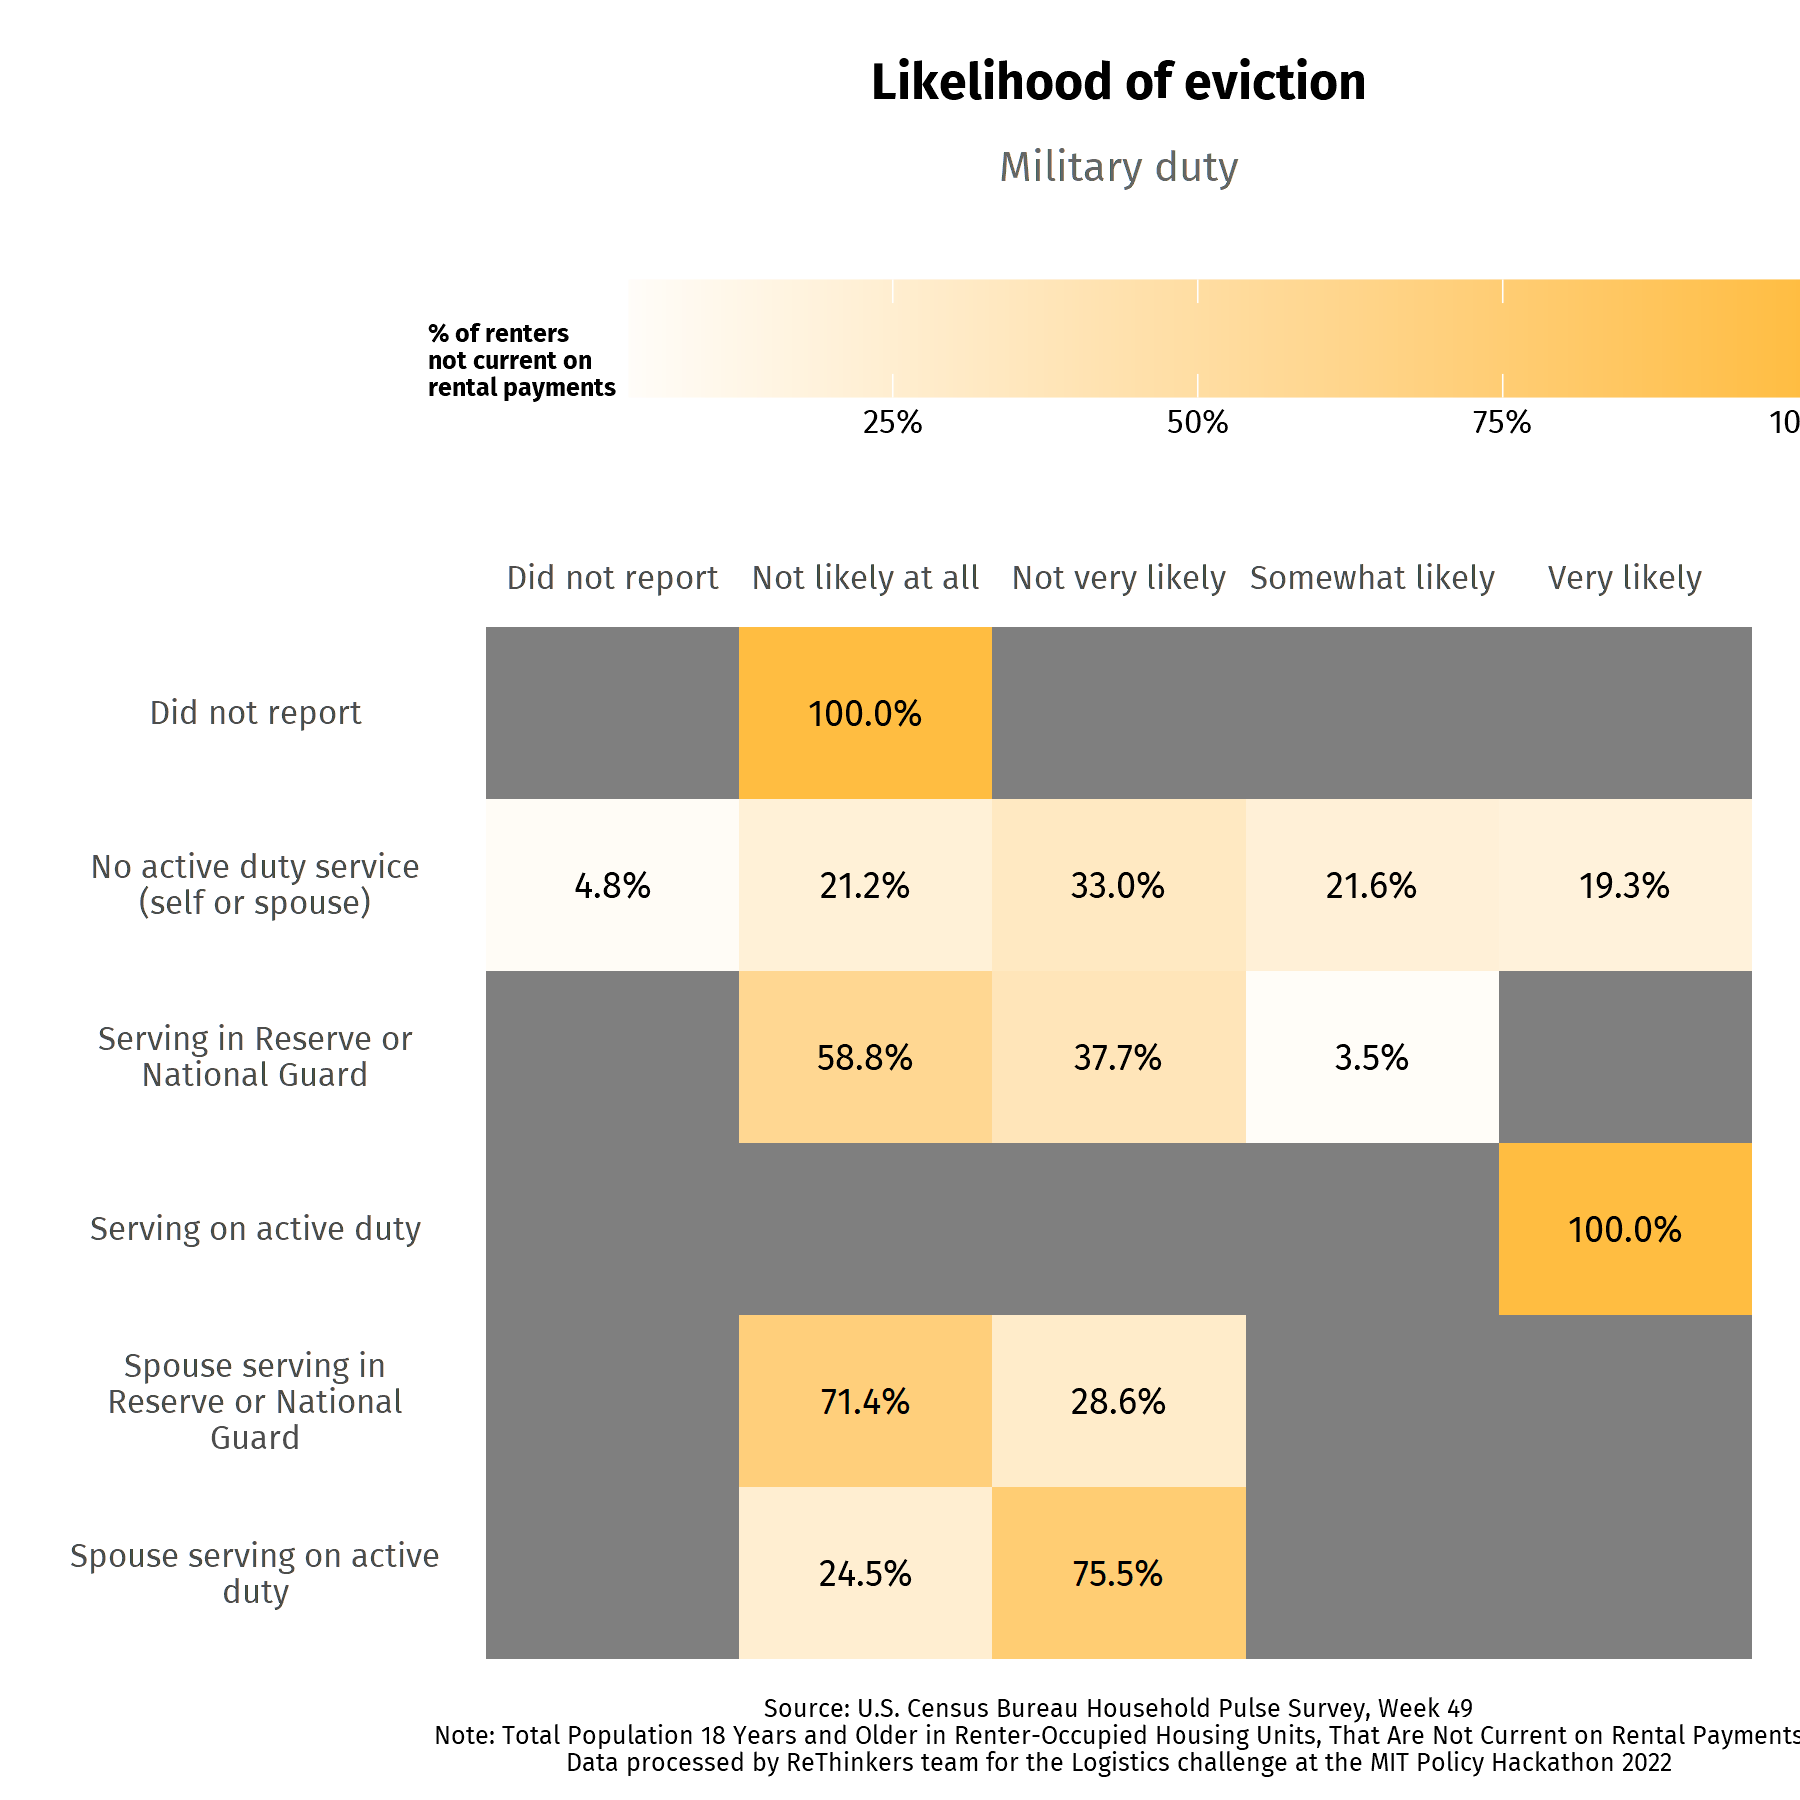 Likelihood of eviction
Military duty
% of renters
not current on
rental payments
25% 50% 75% 10
Did not report Not likely at all Not very likely Somewhat likely Very likely
Did not report
100.0%
No active duty service
(self or spouse)
4.8% 21.2% 33.0% 21.6% 19.3%
Serving in Reserve or
National Guard
58.8% 37.7% 3.5%
Serving on active duty
100.0%
Spouse serving in
Reserve or National
Guard
71.4% 28.6%
Spouse serving on active
duty
24.5% 75.5%
Source: U.S. Census Bureau Household Pulse Survey, Week 49
Note: Total Population 18 Years and Older in Renter-Occupied Housing Units, That Are Not Current on Rental Payments
Data processed by ReThinkers team for the Logistics challenge at the MIT Policy Hackathon 2022